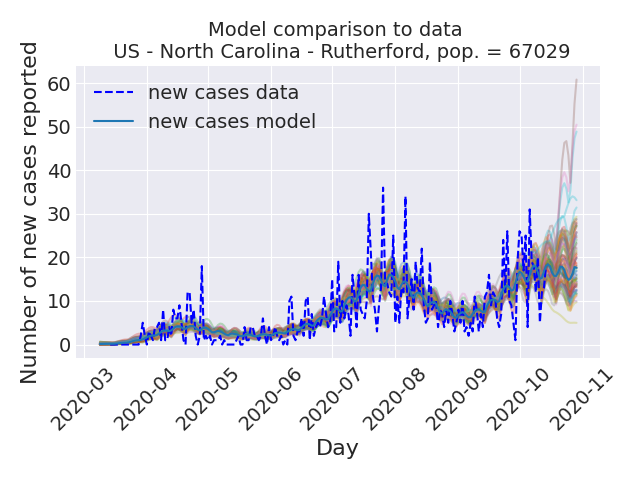 Model comparison to data
US - North Carolina - Rutherford, pop. = 67029
Number of new cases reported
60
50
40
30
20
10
0
new cases data
new cases model
2020-03
2020-04
2020-05
2020-06
2020-07
2020-08
2020-09
2020-10
2020-11
Day